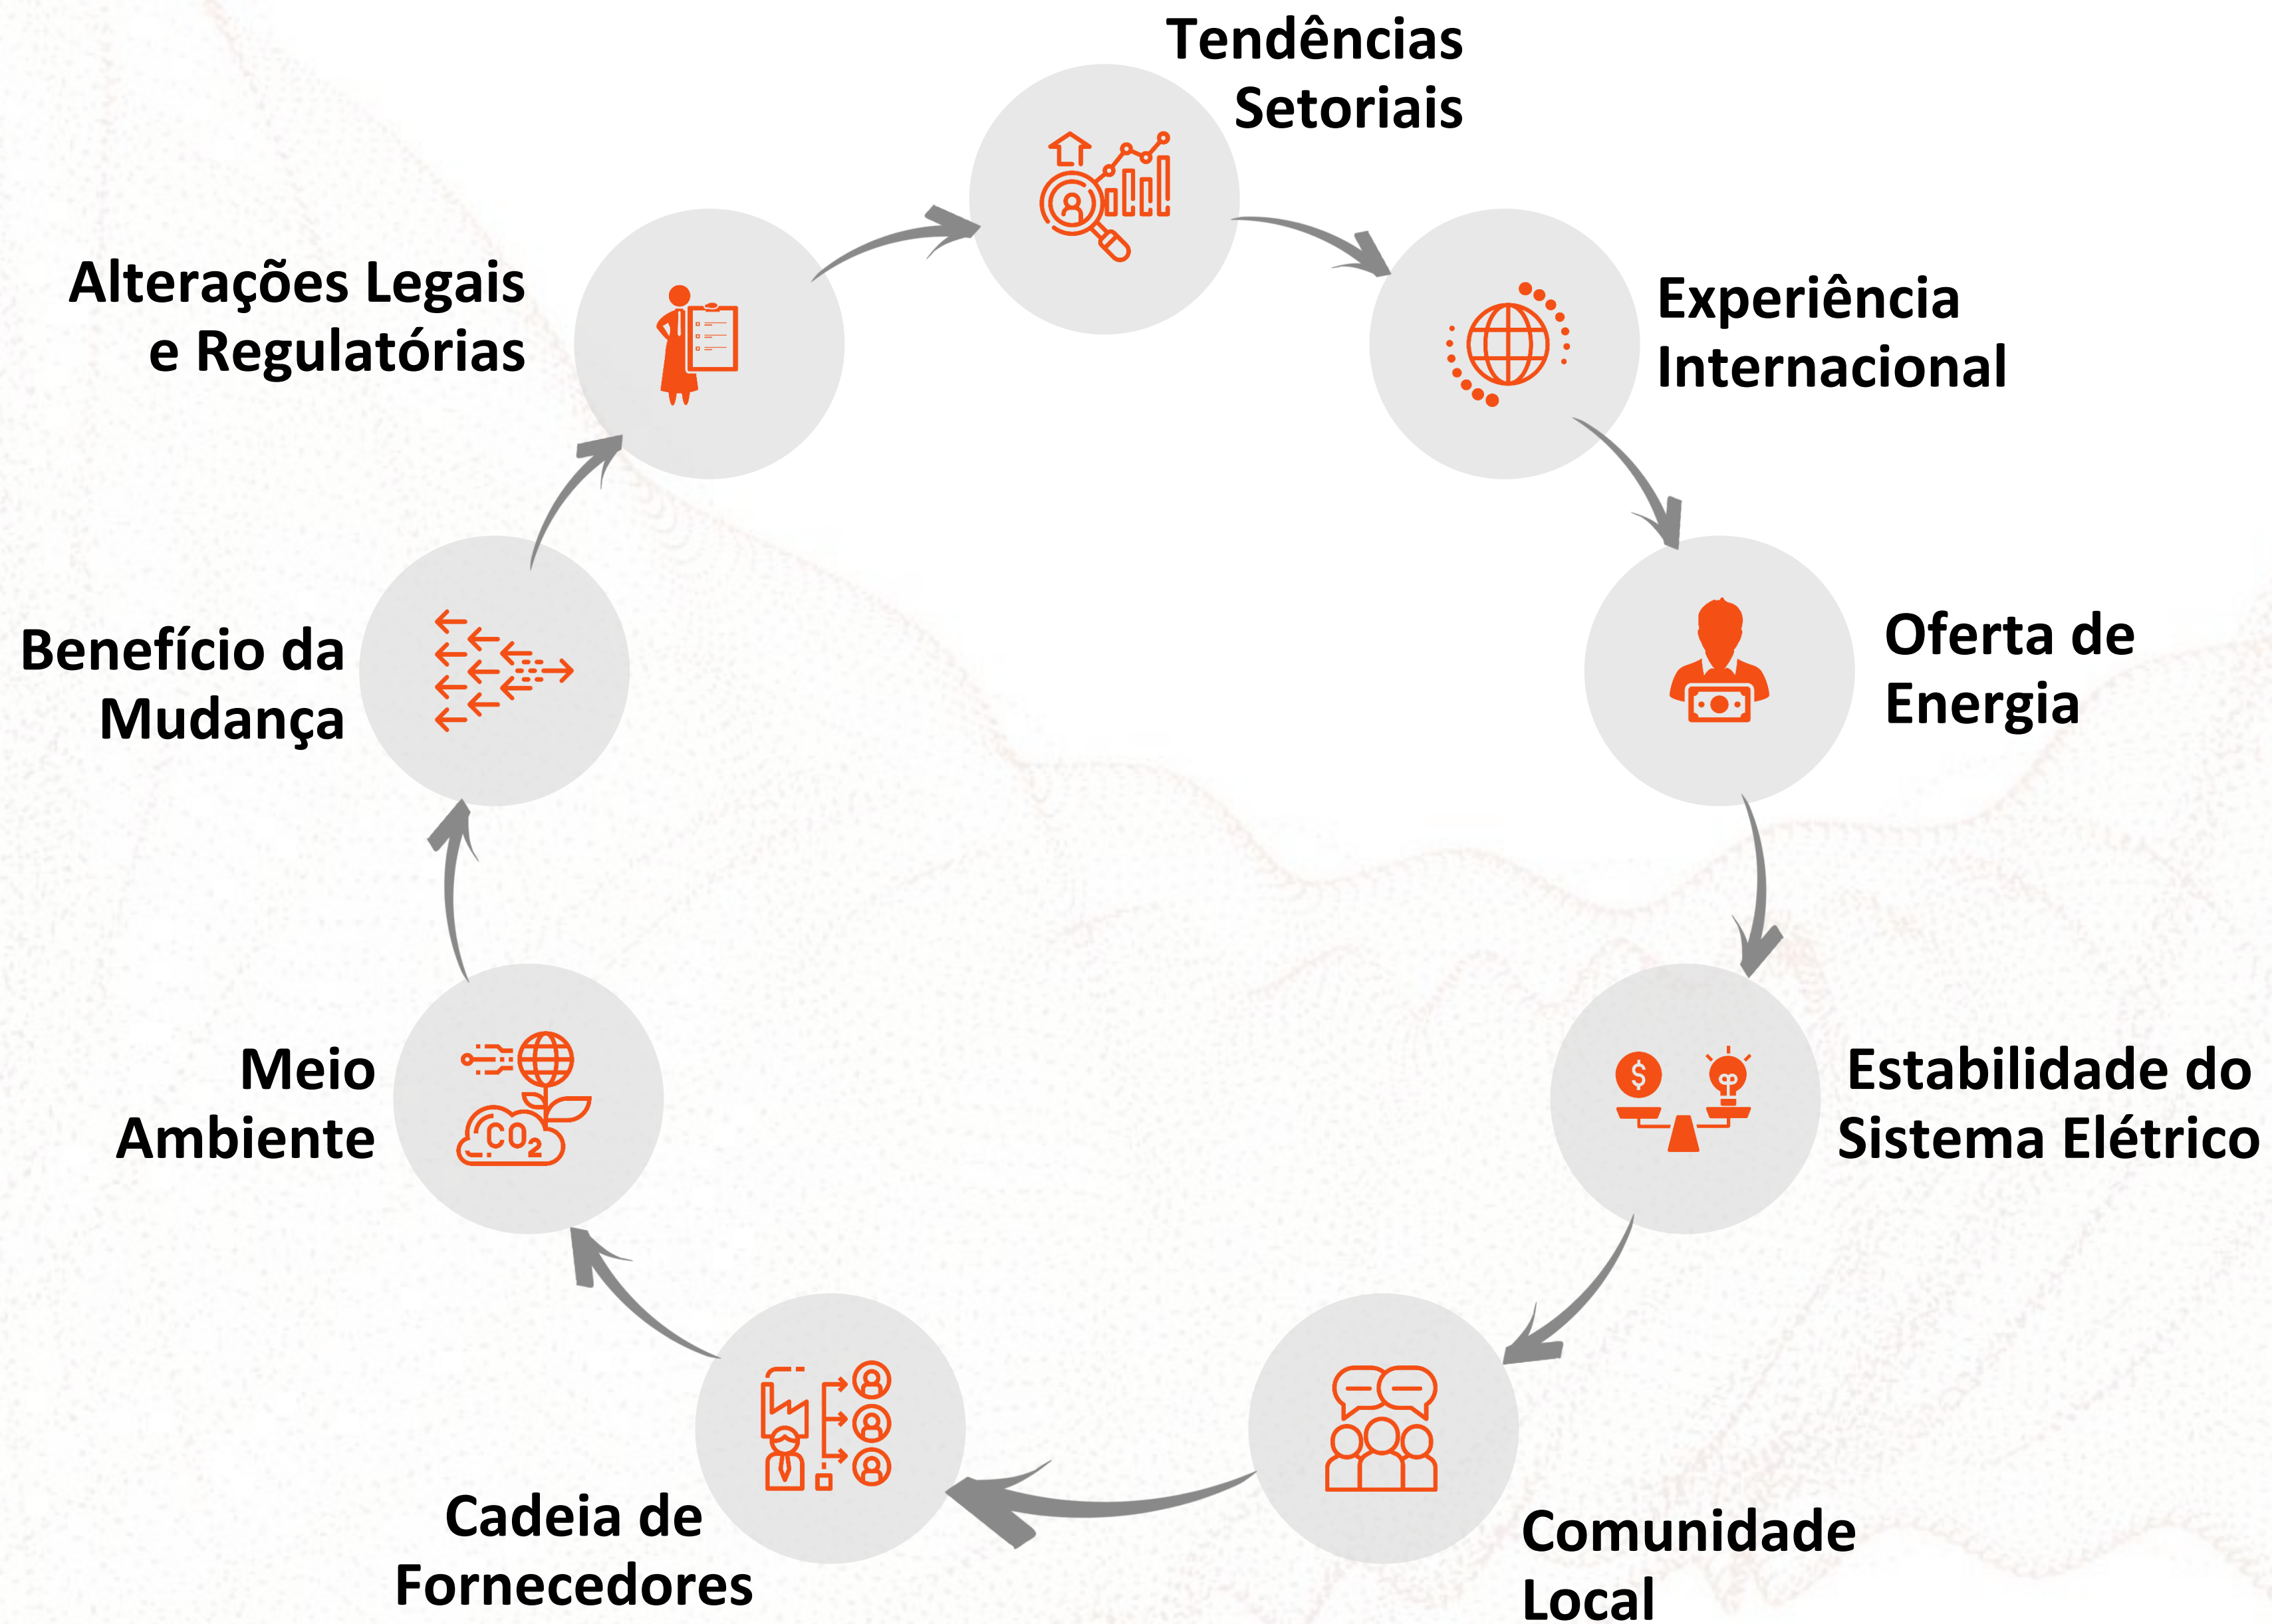 Tendências
Setoriais
Experiência
Internacional
Oferta de
Energia
Estabilidade do
Sistema Elétrico
$
Comunidade
Local
Cadeia de
Fornecedores
Meio
Ambiente
CO2
Benefício da
Mudança
Alterações Legais
e Regulatórias